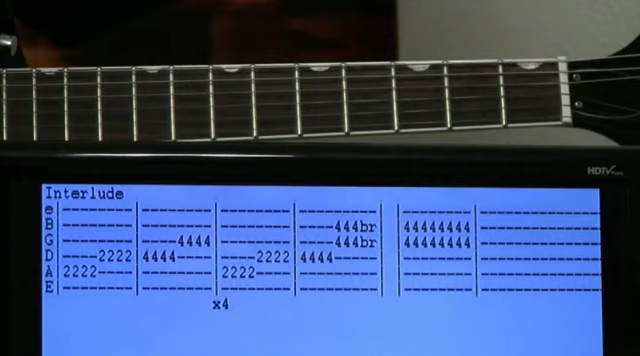 HDTV
Interlude
e|--------|--------|--------|--------| |--------|--------------
B|--------|--------|--------|----444br| |44444444|--------------
G|--------|----4444|--------|----444br| |44444444|--------------
D|----2222|4444----|----2222|4444-----| |--------|--------------
A|2222----|--------|2222----|--------| |--------|--------------
E|--------|--------|--------|--------| |--------|--------------
x4